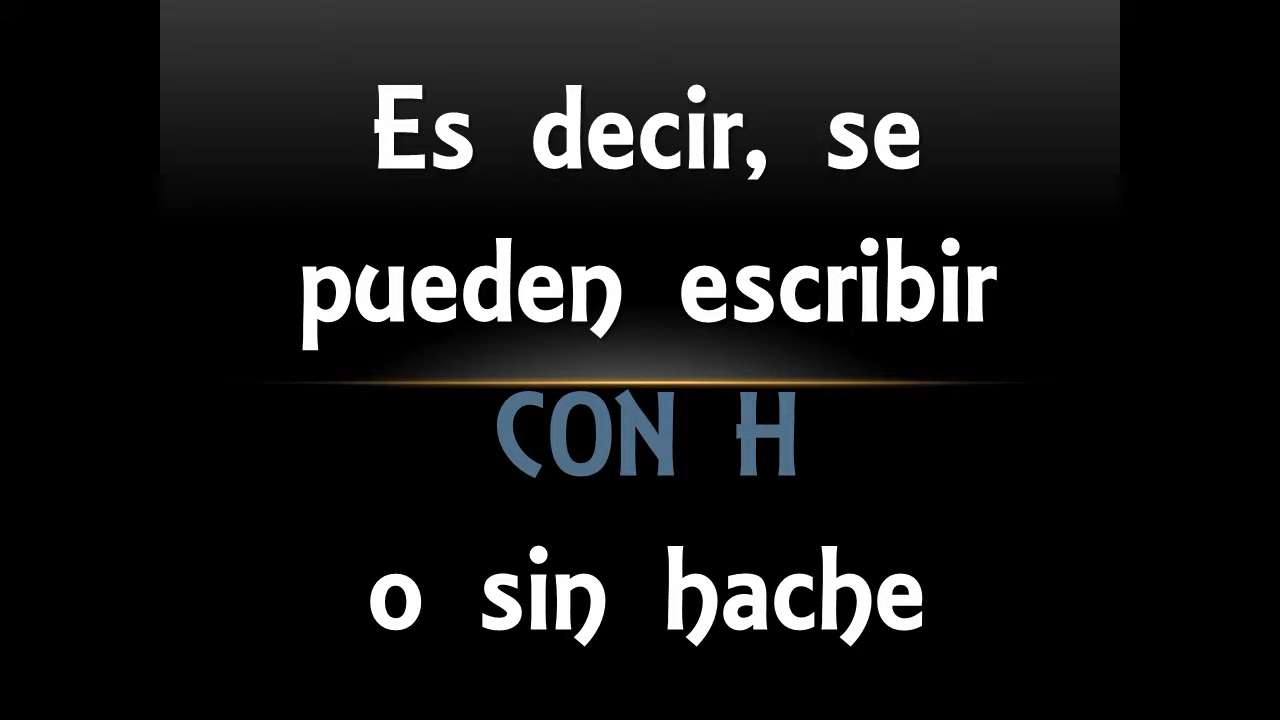 Es decir, se
pueden escribir
CON H
o sin hache